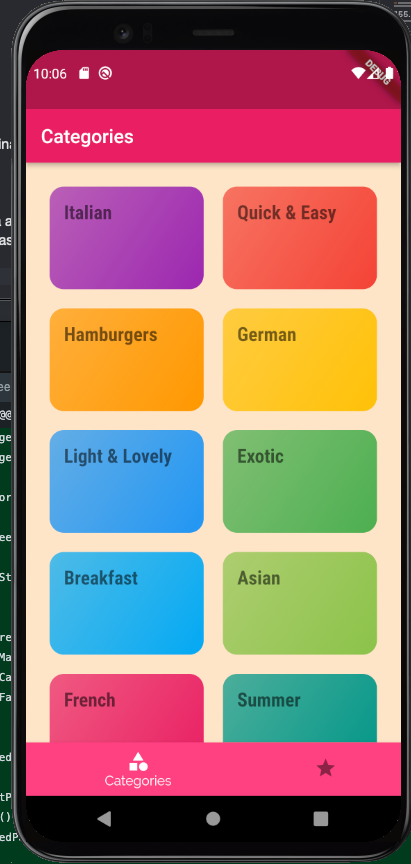 10:06
DEBUG
Categories
Italian
Quick & Easy
Hamburgers
German
Light & Lovely
Exotic
Breakfast
Asian
French
Summer
Categories